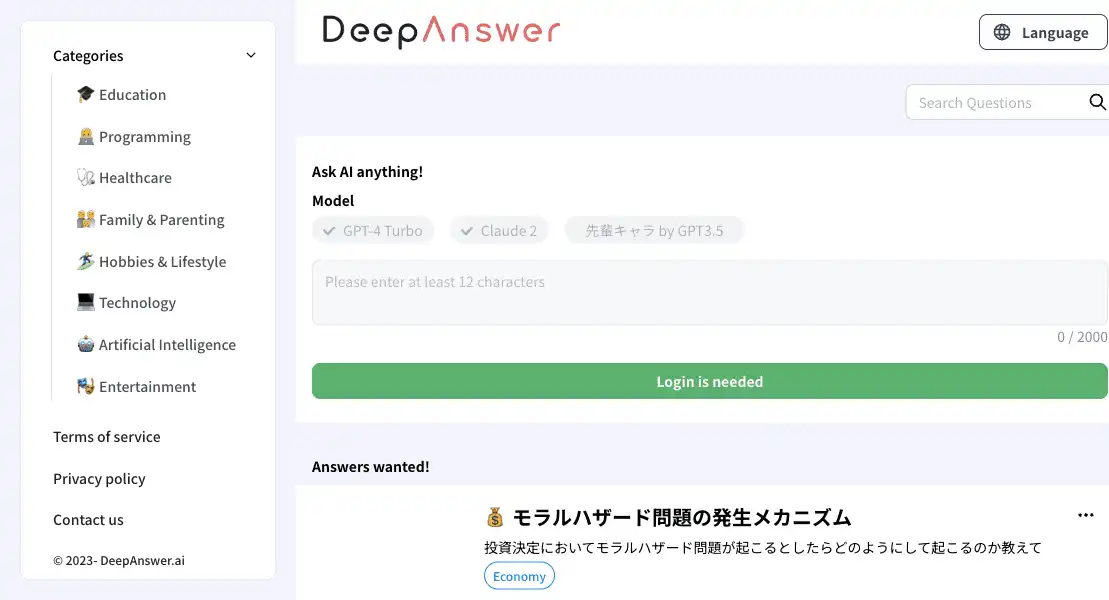 Categories
Education
Programming
Healthcare
Family & Parenting
Hobbies & Lifestyle
Technology
Artificial Intelligence
Entertainment
Terms of service
Privacy policy
Contact us
© 2023- DeepAnswer.ai
DeepAnswer
Language
Search Questions
Ask AI anything!
Model
GPT-4 Turbo
Claude 2
先輩キャラ by GPT3.5
Please enter at least 12 characters
0 / 2000
Login is needed
Answers wanted!
モラルハザード問題の発生メカニズム
投資決定においてモラルハザード問題が起こるとしたらどのようにして起こるのか教えて
Economy